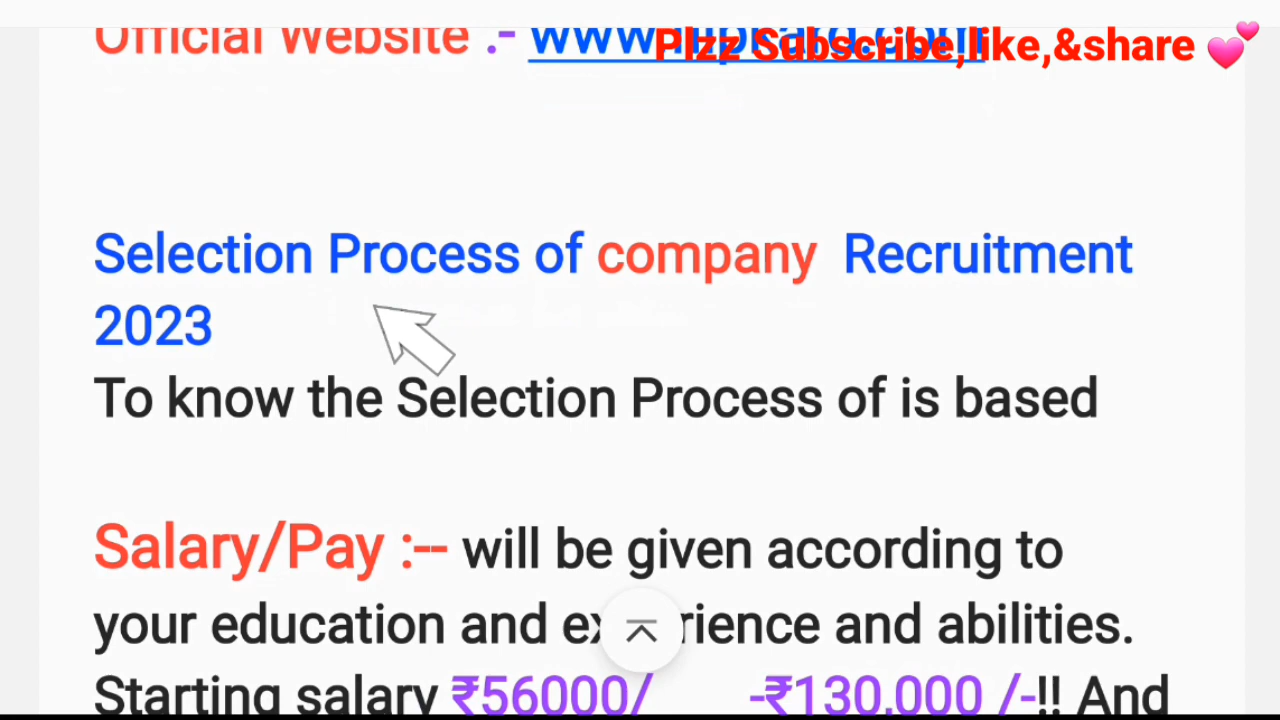 Official Website :- www.
Plzz Subscribe,like,&share 💕
Selection Process of company Recruitment
2023
To know the Selection Process of is based
Salary/Pay :-- will be given according to
your education and experience and abilities.
Starting salary ₹56000/ -₹130,000 /-!! And